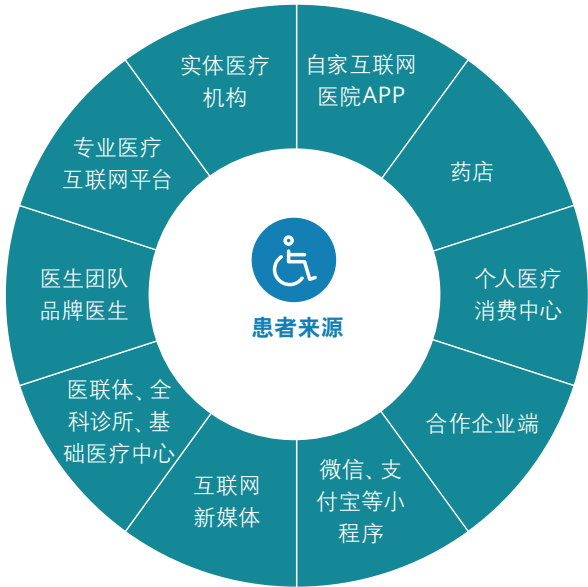 实体医疗
机构
自家互联网
医院APP
药店
个人医疗
消费中心
合作企业端
微信、支
付宝等小
程序
互联网
新媒体
医联体、全
科诊所、基
础医疗中心
医生团队
品牌医生
专业医疗
互联网平台
患者来源